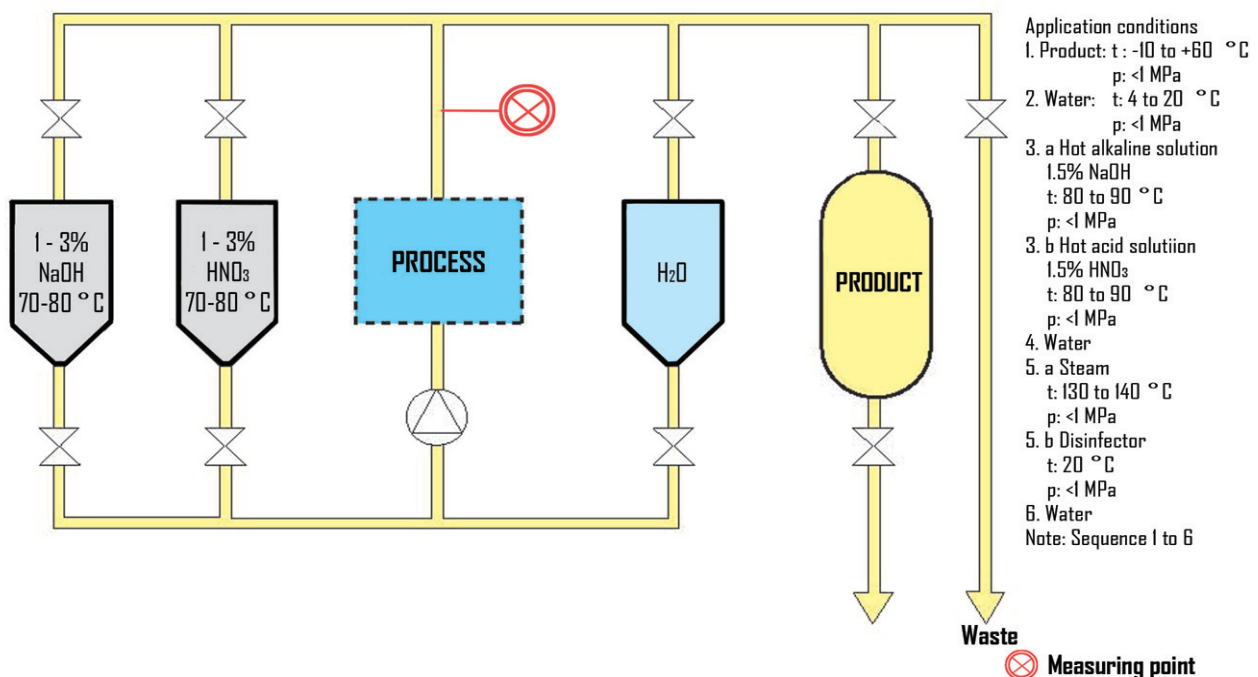 1 - 3%
NaOH
70-80 °C
1 - 3%
HNO₃
70-80 °C
PROCESS
H₂O
PRODUCT
Waste
Measuring point
Application conditions
1. Product: t : -10 to +60 °C
p: <1 MPa
2. Water: t: 4 to 20 °C
p: <1 MPa
3. a Hot alkaline solution
1.5% NaOH
t: 80 to 90 °C
p: <1 MPa
3. b Hot acid solutiion
1.5% HNO₃
t: 80 to 90 °C
p: <1 MPa
4. Water
5. a Steam
t: 130 to 140 °C
p: <1 MPa
5. b Disinfector
t: 20 °C
p: <1 MPa
6. Water
Note: Sequence 1 to 6